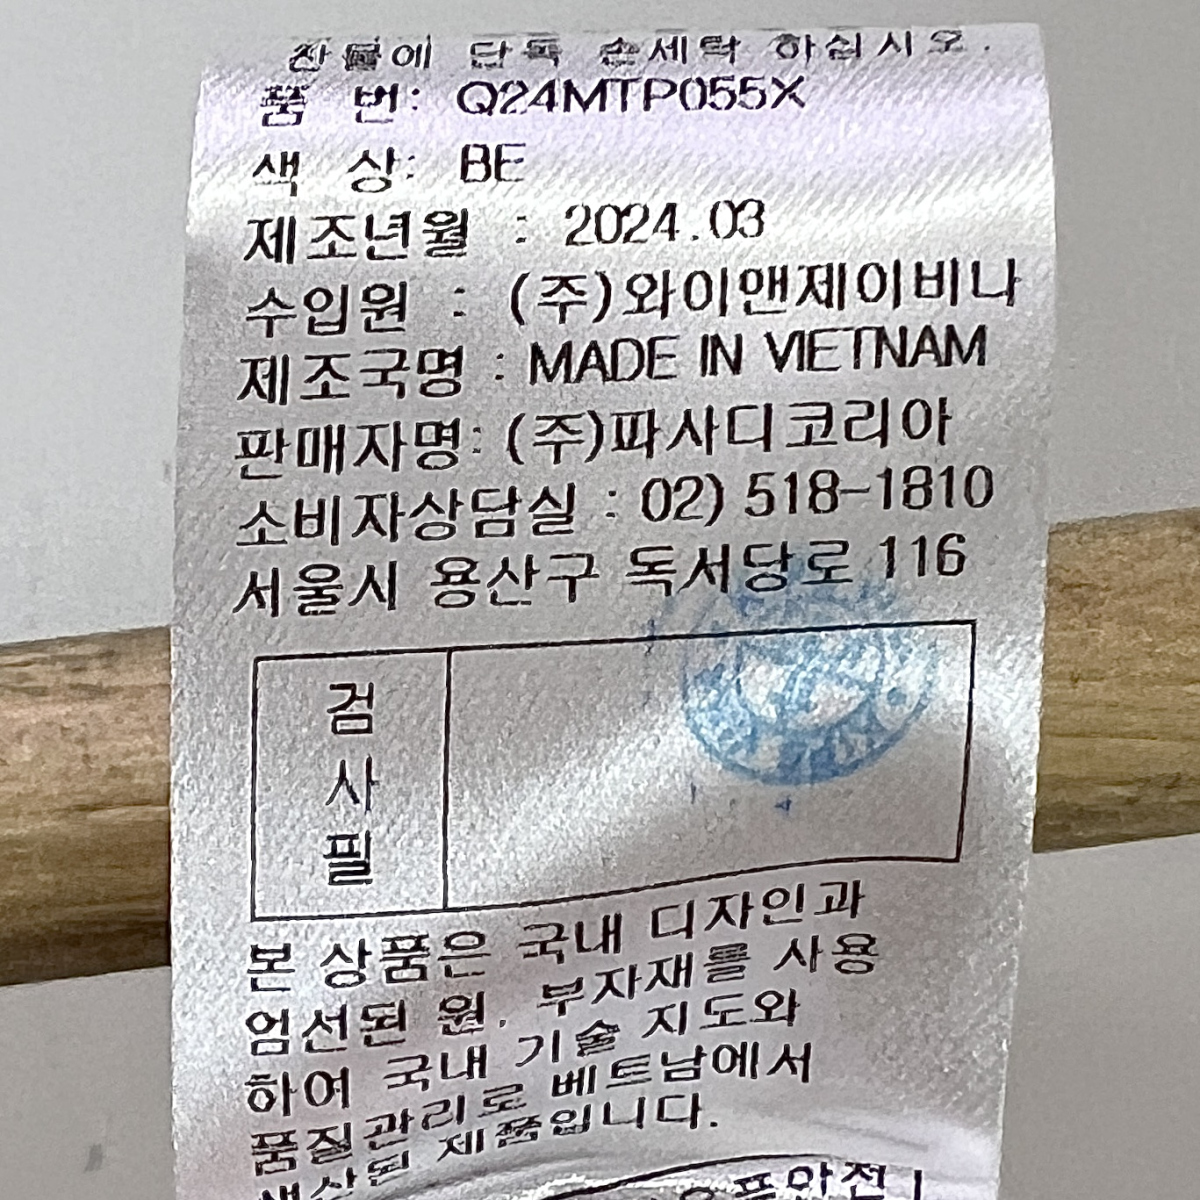 찬물에 단독 손세탁 하십시오.
품 번: Q24MTP055X
색 상: BE
제조년월 : 2024.03
수입원 : (주)와이앤제이비나
제조국명 : MADE IN VIETNAM
판매자명: (주)파사디코리아
소비자상담실 : 02) 518-1810
서울시 용산구 독서당로 116
검
사
필
본 상품은 국내 디자인과
엄선된 원, 부자재를 사용
하여 국내 기술 지도와
품질관리로 베트남에서
생산된 제품입니다.